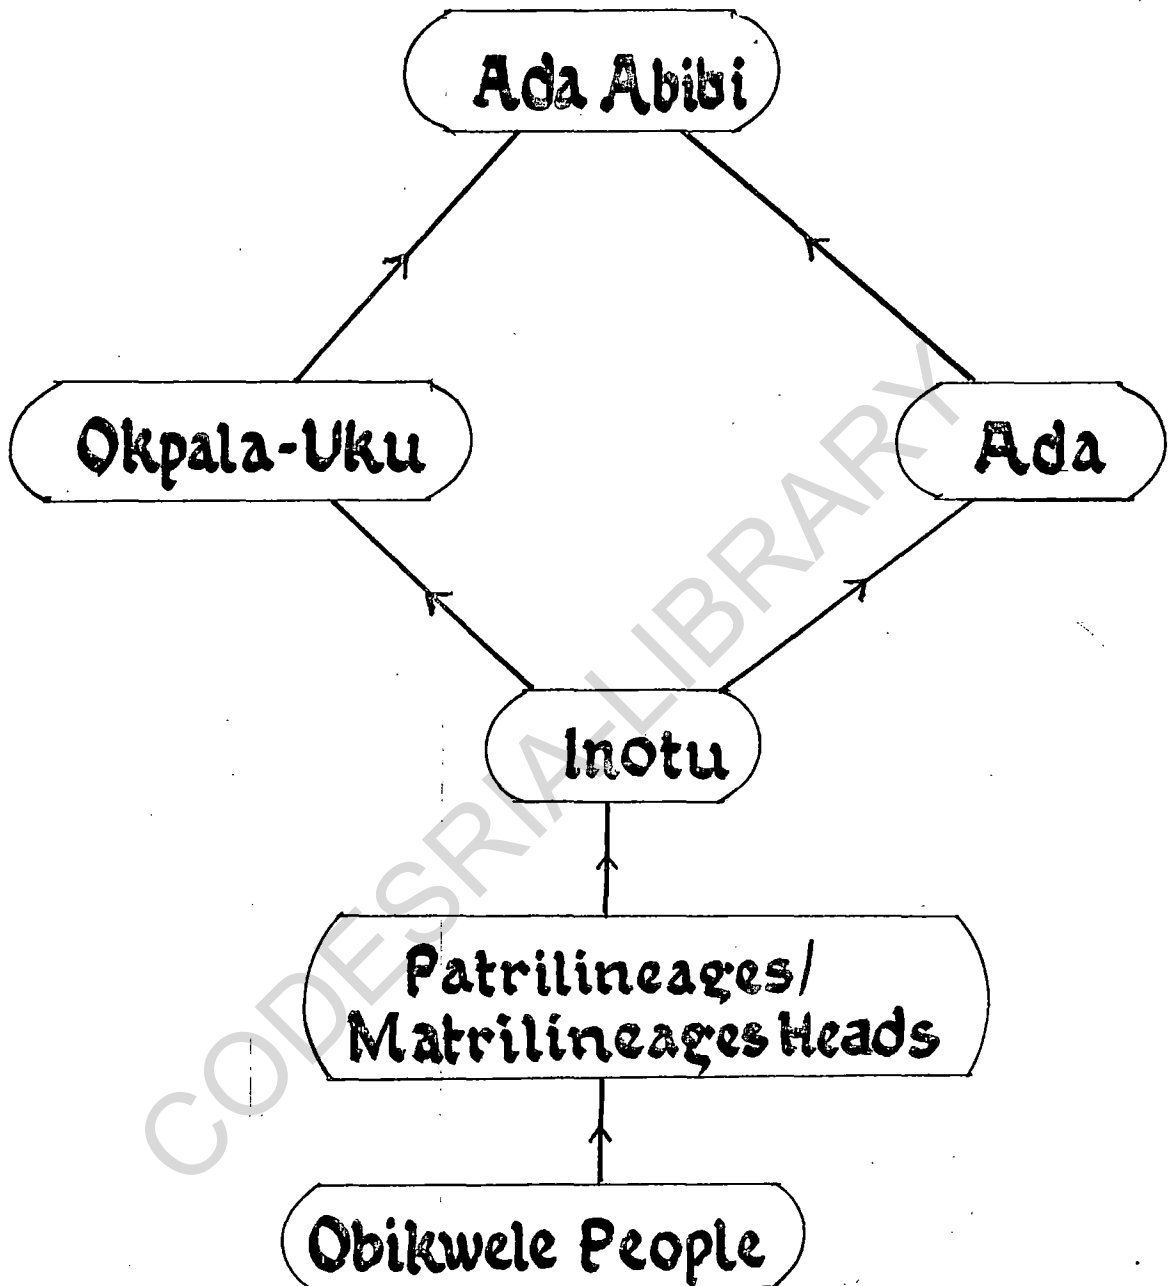 Ada Abibi
Okpala-Uku
Ada
Inotu
Patrilineages/
Matrilineages Heads
Obikwele People
CODESRIA-LIBRARY